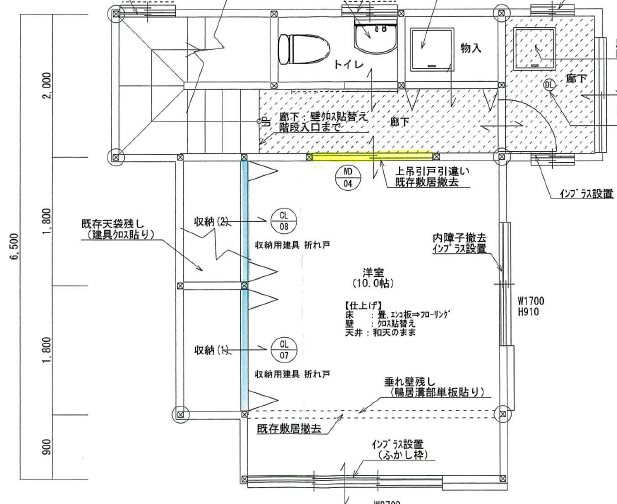 物入
トイレ
廊下
2,000
廊下:壁クロス貼替え
階段入口まで
UP
廊下
WD
04
上吊引戸引違い
既存敷居撤去
インプラス設置
既存天袋残し
(建具クロス貼り)
収納(2)
CL
08
収納用建具 折れ戸
1,800
6,500
内障子撤去
インプラス設置
洋室
(10.0帖)
W1700
H910
【仕上げ】
床 :畳,エンコ板⇒フローリング
壁 :クロス貼替え
天井:和天のまま
収納(1)
CL
07
収納用建具 折れ戸
1,800
垂れ壁残し
(鴨居溝部単板貼り)
既存敷居撤去
900
インプラス設置
(ふかし枠)